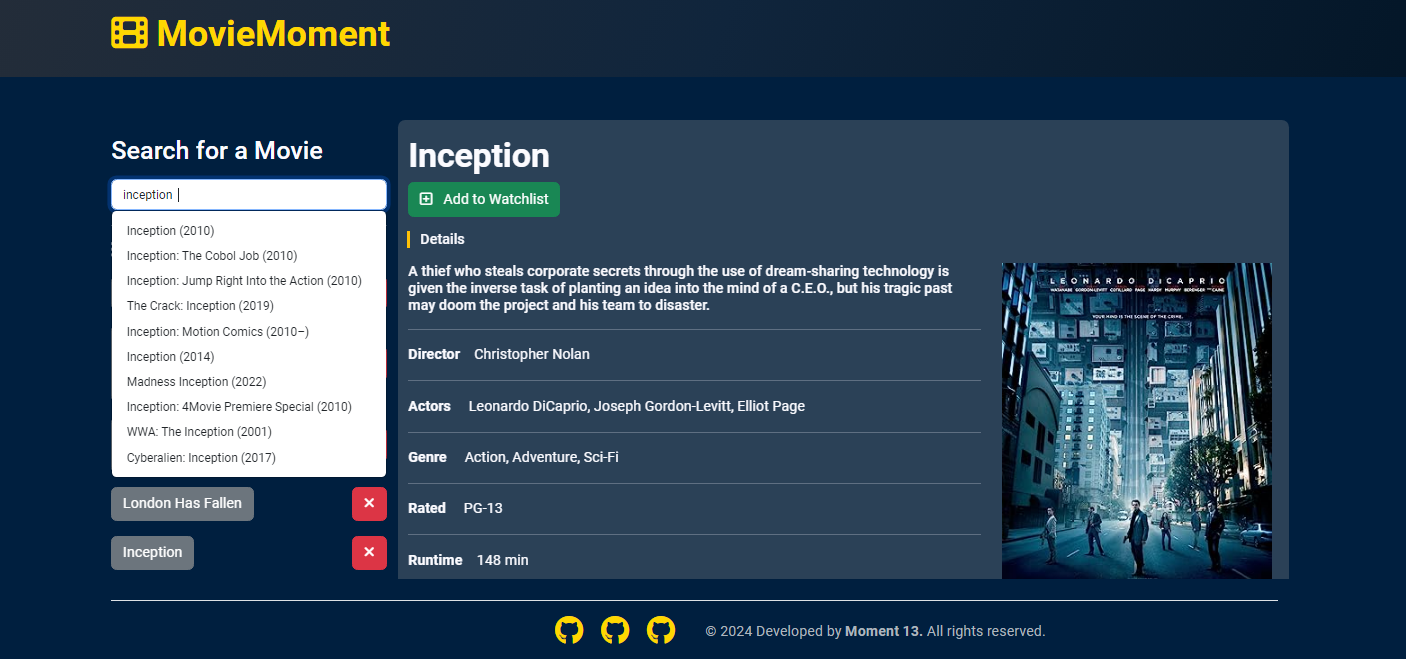 MovieMoment
Search for a Movie
inception
Inception (2010)
Inception: The Cobol Job (2010)
Inception: Jump Right Into the Action (2010)
The Crack: Inception (2019)
Inception: Motion Comics (2010–)
Inception (2014)
Madness Inception (2022)
Inception: 4Movie Premiere Special (2010)
WWA: The Inception (2001)
Cyberalien: Inception (2017)
London Has Fallen
Inception
Inception
Add to Watchlist
Details
A thief who steals corporate secrets through the use of dream-sharing technology is
given the inverse task of planting an idea into the mind of a C.E.O., but his tragic past
may doom the project and his team to disaster.
Director Christopher Nolan
Actors Leonardo DiCaprio, Joseph Gordon-Levitt, Elliot Page
Genre Action, Adventure, Sci-Fi
Rated PG-13
Runtime 148 min
LEONARDO DICAPRIO
WATANABE GORDON-LEVITT COTILLARD PAGE HARDY MURPHY BERENGER AND CAINE
YOUR MIND IS THE SCENE OF THE CRIME.
© 2024 Developed by Moment 13. All rights reserved.